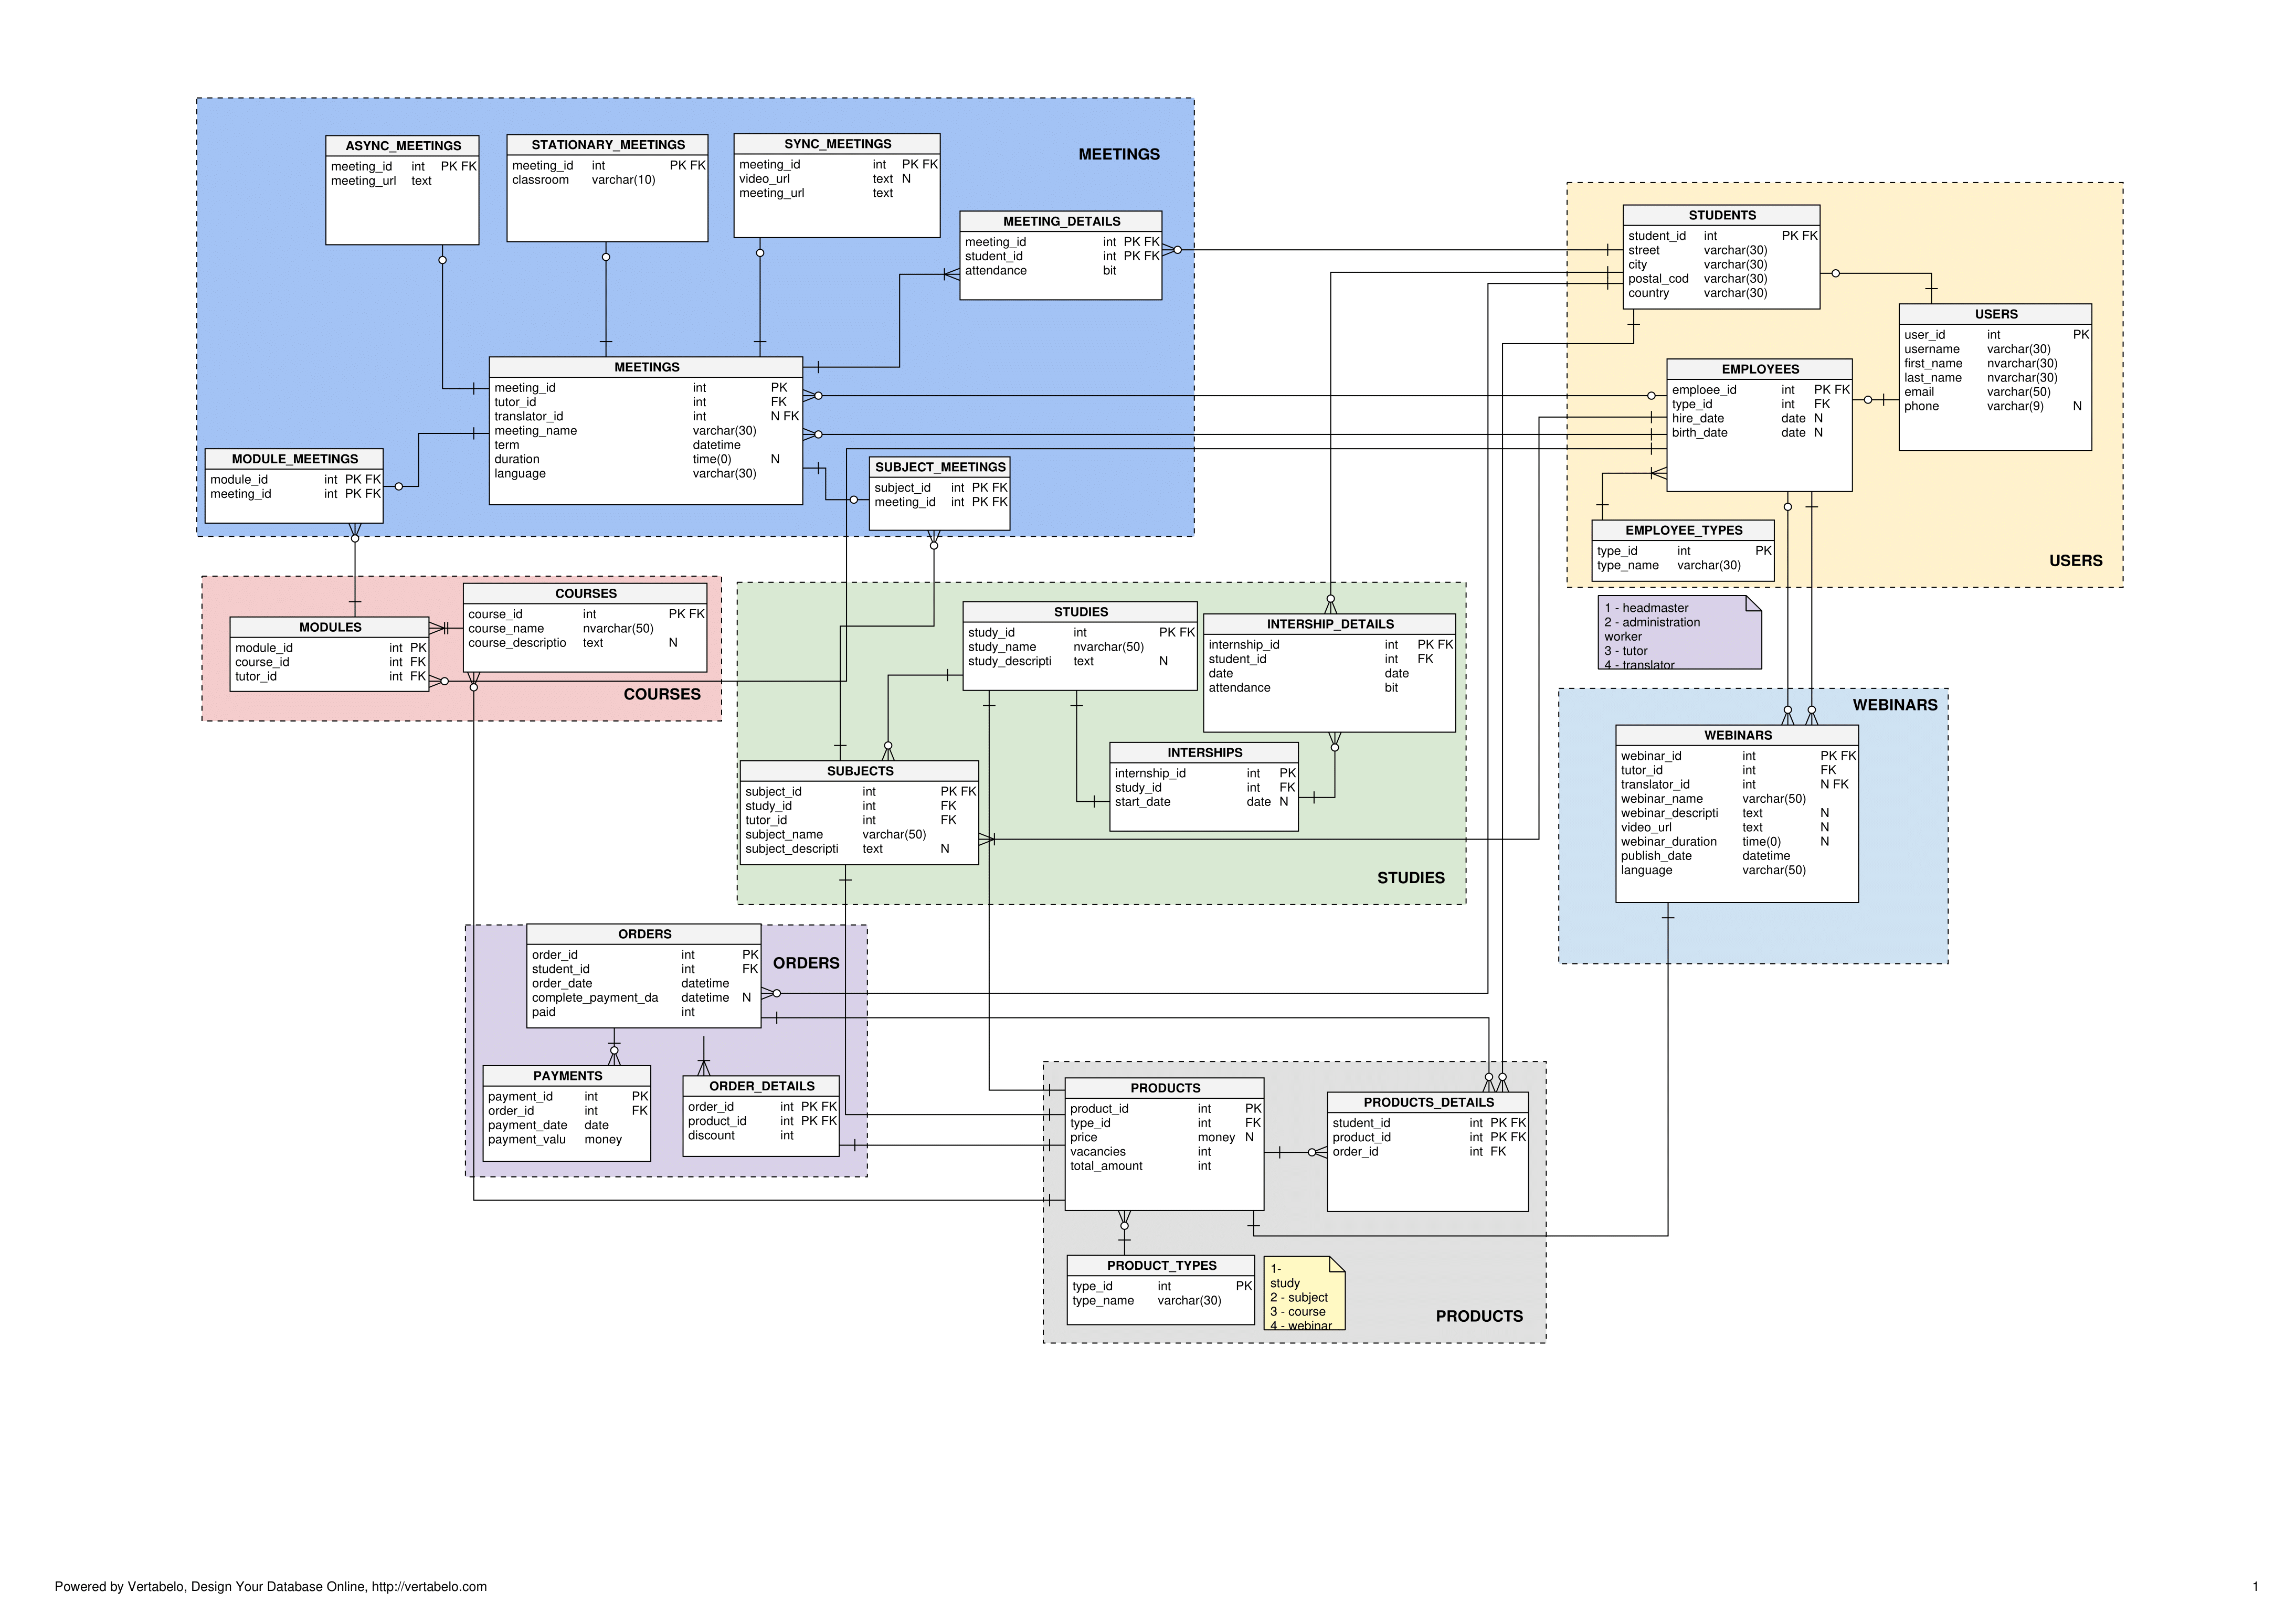 MEETINGS
ASYNC_MEETINGS
meeting_id int PK FK
meeting_url text
STATIONARY_MEETINGS
meeting_id int PK FK
classroom varchar(10)
SYNC_MEETINGS
meeting_id int PK FK
video_url text N
meeting_url text
MEETING_DETAILS
meeting_id int PK FK
student_id int PK FK
attendance bit
MEETINGS
meeting_id int PK
tutor_id int FK
translator_id int N FK
meeting_name varchar(30)
term datetime
duration time(0) N
language varchar(30)
MODULE_MEETINGS
module_id int PK FK
meeting_id int PK FK
SUBJECT_MEETINGS
subject_id int PK FK
meeting_id int PK FK
STUDENTS
student_id int PK FK
street varchar(30)
city varchar(30)
postal_cod varchar(30)
country varchar(30)
USERS
user_id int PK
username varchar(30)
first_name nvarchar(30)
last_name nvarchar(30)
email varchar(50)
phone varchar(9) N
EMPLOYEES
emploee_id int PK FK
type_id int FK
hire_date date N
birth_date date N
EMPLOYEE_TYPES
type_id int PK
type_name varchar(30)
USERS
1 - headmaster
2 - administration
worker
3 - tutor
4 - translator
COURSES
course_id int PK FK
course_name nvarchar(50)
course_descriptio text N
MODULES
module_id int PK
course_id int FK
tutor_id int FK
COURSES
STUDIES
study_id int PK FK
study_name nvarchar(50)
study_descripti text N
INTERSHIP_DETAILS
internship_id int PK FK
student_id int FK
date date
attendance bit
INTERSHIPS
internship_id int PK
study_id int FK
start_date date N
SUBJECTS
subject_id int PK FK
study_id int FK
tutor_id int FK
subject_name varchar(50)
subject_descripti text N
STUDIES
WEBINARS
WEBINARS
webinar_id int PK FK
tutor_id int FK
translator_id int N FK
webinar_name varchar(50)
webinar_descripti text N
video_url text N
webinar_duration time(0) N
publish_date datetime
language varchar(50)
ORDERS
order_id int PK
student_id int FK
order_date datetime
complete_payment_da datetime N
paid int
ORDERS
PAYMENTS
payment_id int PK
order_id int FK
payment_date date
payment_valu money
ORDER_DETAILS
order_id int PK FK
product_id int PK FK
discount int
PRODUCTS
product_id int PK
type_id int FK
price money N
vacancies int
total_amount int
PRODUCTS_DETAILS
student_id int PK FK
product_id int PK FK
order_id int FK
PRODUCT_TYPES
type_id int PK
type_name varchar(30)
1-
study
2 - subject
3 - course
4 - webinar
PRODUCTS
Powered by Vertabelo, Design Your Database Online, http://vertabelo.com
1